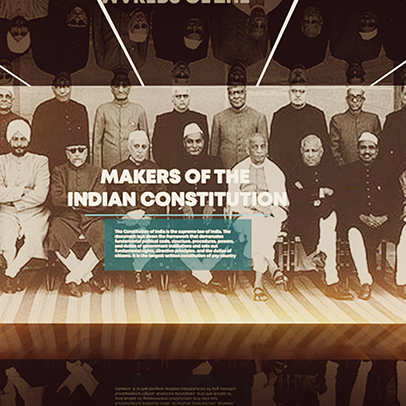 MAKERS OF THE
INDIAN CONSTITUTION
The Constitution of India is the supreme law of India. The
document lays down the framework that demarcates
fundamental political code, structure, procedures, powers,
and duties of government institutions and sets out
fundamental rights, directive principles, and the duties of
citizens. It is the longest written constitution of any country